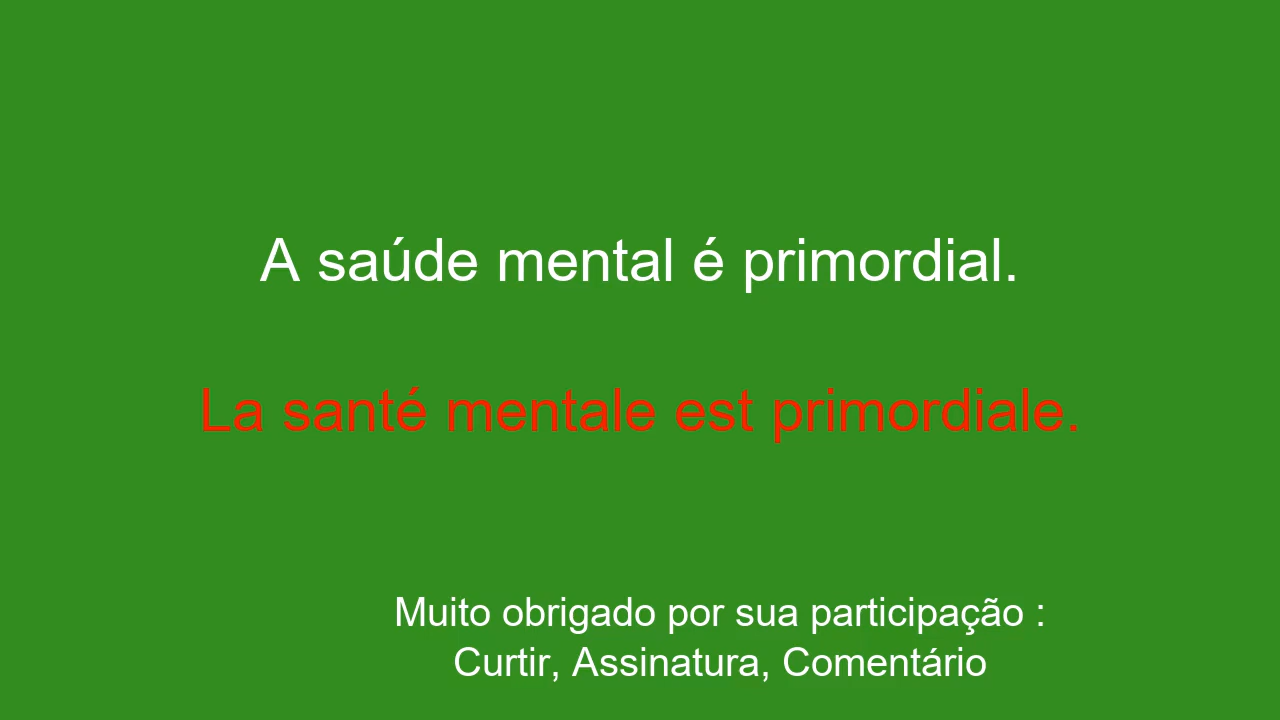 A saúde mental é primordial.
La santé mentale est primordiale.
Muito obrigado por sua participação :
Curtir, Assinatura, Comentário